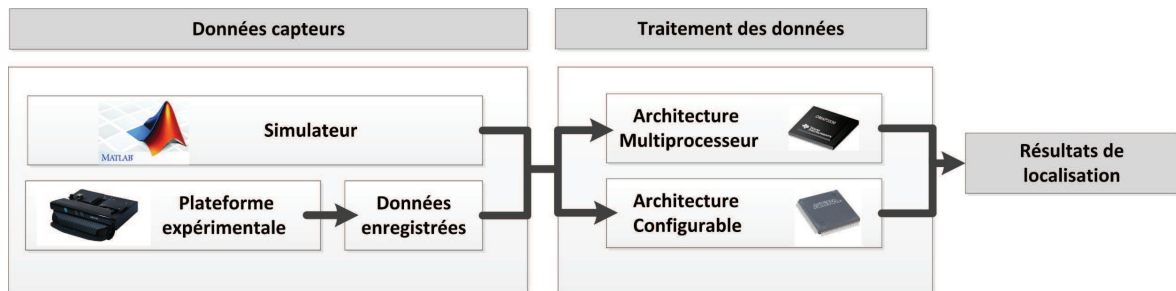 Données capteurs
Traitement des données
MATLAB
Simulateur
Plateforme
expérimentale
Données
enregistrées
Architecture
Multiprocesseur
Architecture
Configurable
Résultats de
localisation